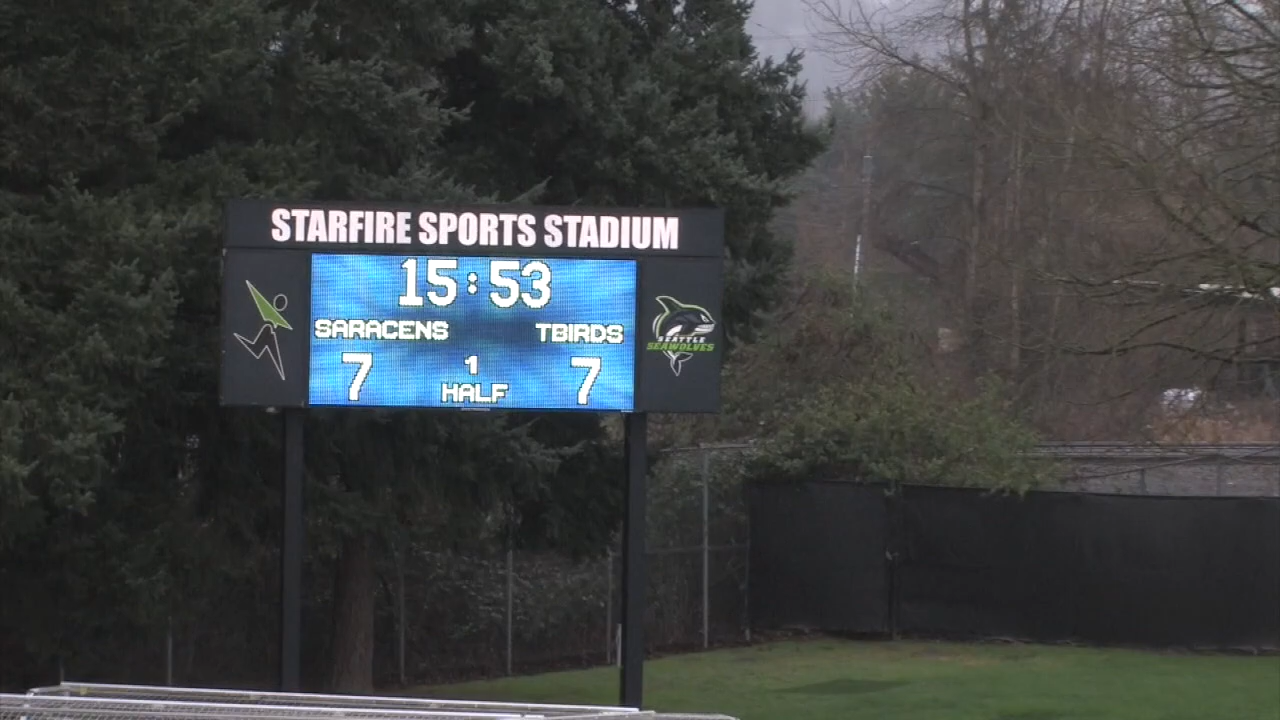 STARFIRE SPORTS STADIUM
15:53
SARACENS TBIRDS
7 1 7
HALF
SEATTLE
SEAWOLVES